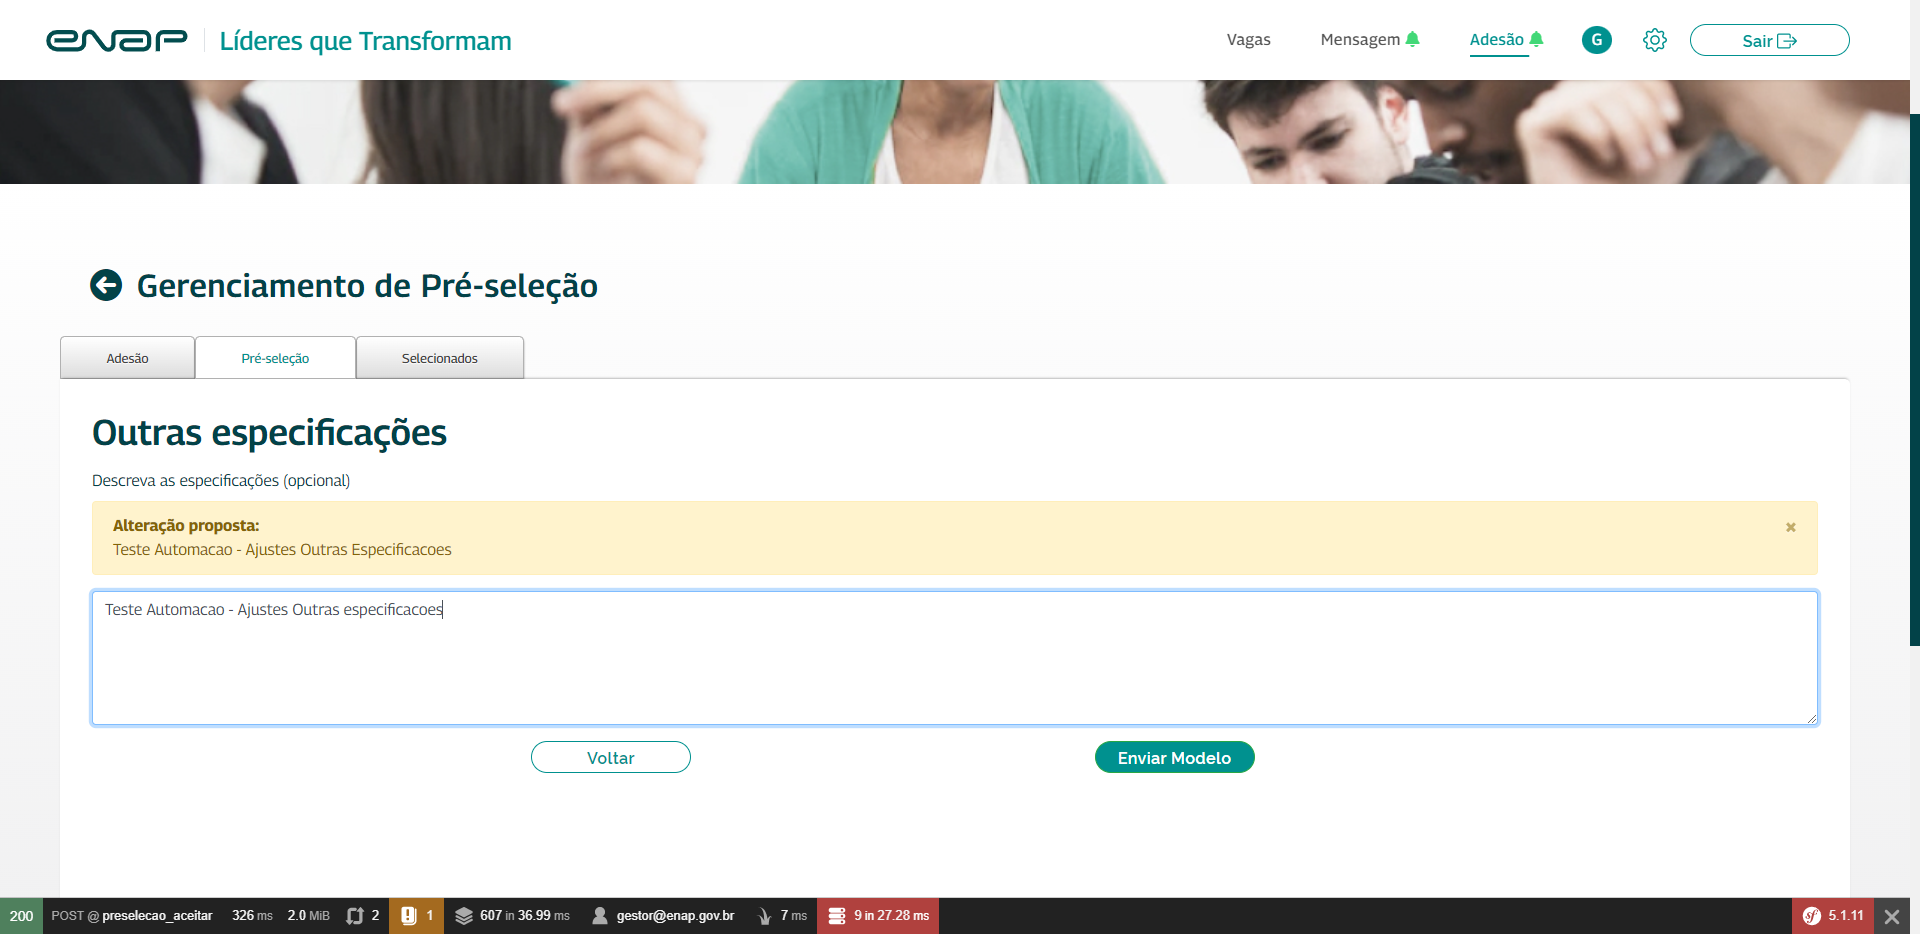 enap Líderes que Transformam Vagas Mensagem Adesão G Sair
Gerenciamento de Pré-seleção
Adesão Pré-seleção Selecionados
Outras especificações
Descreva as especificações (opcional)
Alteração proposta: ×
Teste Automacao - Ajustes Outras Especificacoes
Teste Automacao - Ajustes Outras especificacoes
Voltar Enviar Modelo
200 POST @ preselecao_aceitar 326 ms 2.0 MiB 2 1 607 in 36.99 ms gestor@enap.gov.br 7 ms 9 in 27.28 ms sf 5.1.11